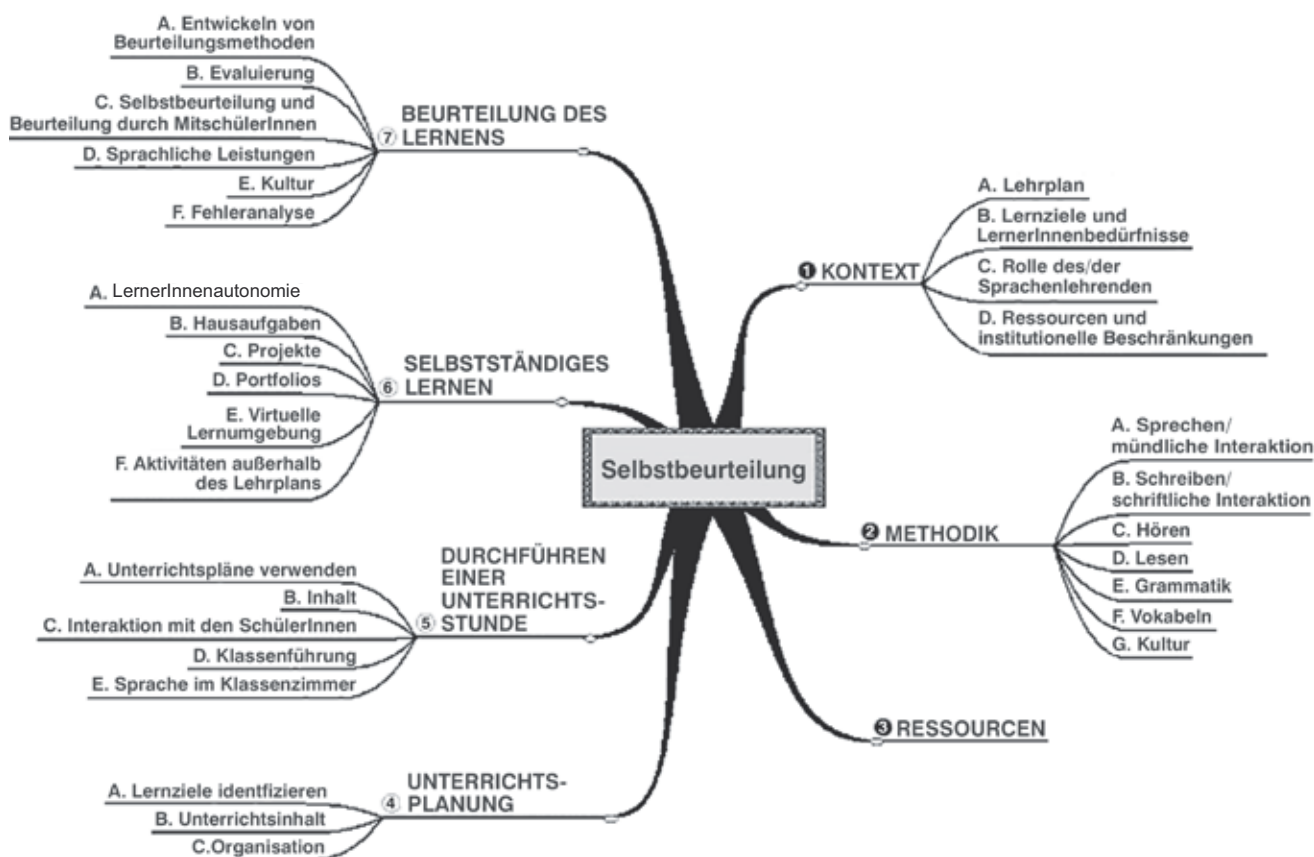 Selbstbeurteilung
❶ KONTEXT
A. Lehrplan
B. Lernziele und
LernerInnenbedürfnisse
C. Rolle des/der
Sprachenlehrenden
D. Ressourcen und
institutionelle Beschränkungen
❷ METHODIK
A. Sprechen/
mündliche Interaktion
B. Schreiben/
schriftliche Interaktion
C. Hören
D. Lesen
E. Grammatik
F. Vokabeln
G. Kultur
❸ RESSOURCEN
UNTERRICHTS-
④ PLANUNG
A. Lernziele identfizieren
B. Unterrichtsinhalt
C.Organisation
DURCHFÜHREN
EINER
UNTERRICHTS-
⑤ STUNDE
A. Unterrichtspläne verwenden
B. Inhalt
C. Interaktion mit den SchülerInnen
D. Klassenführung
E. Sprache im Klassenzimmer
SELBSTSTÄNDIGES
⑥ LERNEN
A. LernerInnenautonomie
B. Hausaufgaben
C. Projekte
D. Portfolios
E. Virtuelle
Lernumgebung
F. Aktivitäten außerhalb
des Lehrplans
BEURTEILUNG DES
⑦ LERNENS
A. Entwickeln von
Beurteilungsmethoden
B. Evaluierung
C. Selbstbeurteilung und
Beurteilung durch MitschülerInnen
D. Sprachliche Leistungen
E. Kultur
F. Fehleranalyse